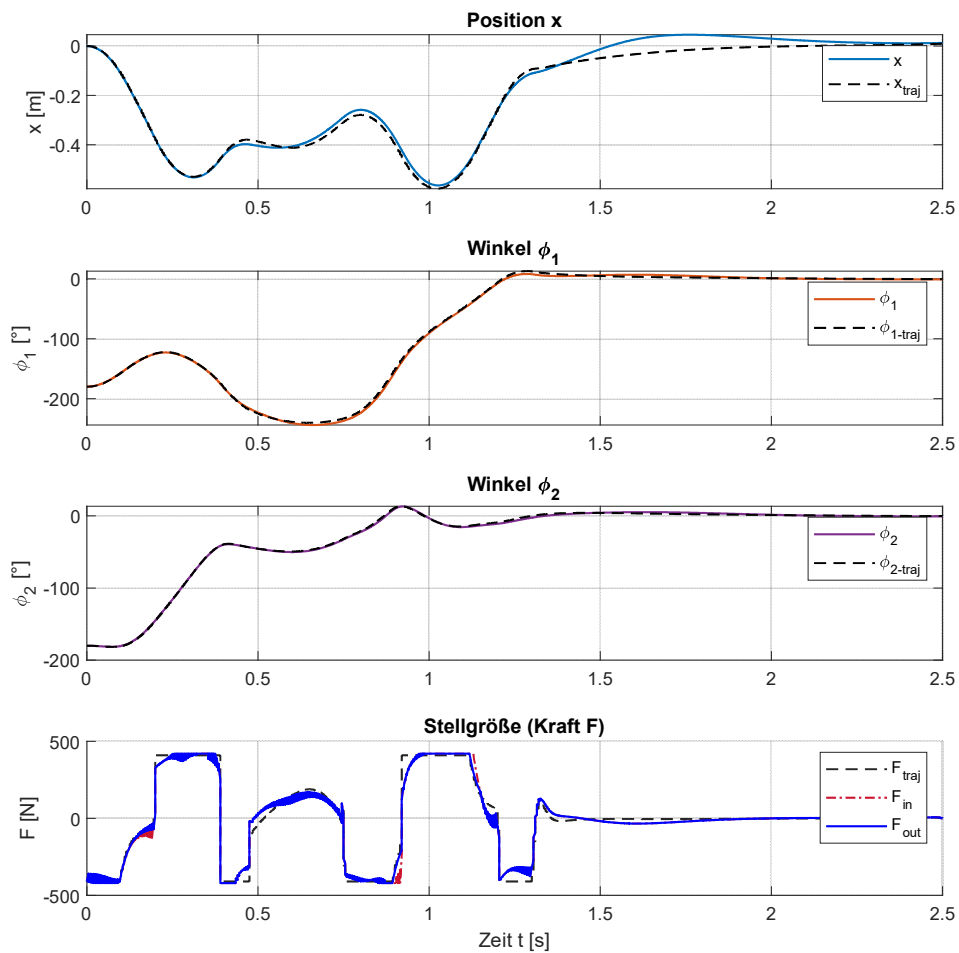 Position x
0
-0.2
-0.4
x [m]
x
x_traj
0 0.5 1 1.5 2 2.5
Winkel ϕ_1
0
-100
-200
ϕ_1 [°]
ϕ_1
ϕ_1-traj
0 0.5 1 1.5 2 2.5
Winkel ϕ_2
0
-100
-200
ϕ_2 [°]
ϕ_2
ϕ_2-traj
0 0.5 1 1.5 2 2.5
Stellgröße (Kraft F)
500
0
-500
F [N]
F_traj
F_in
F_out
0 0.5 1 1.5 2 2.5
Zeit t [s]